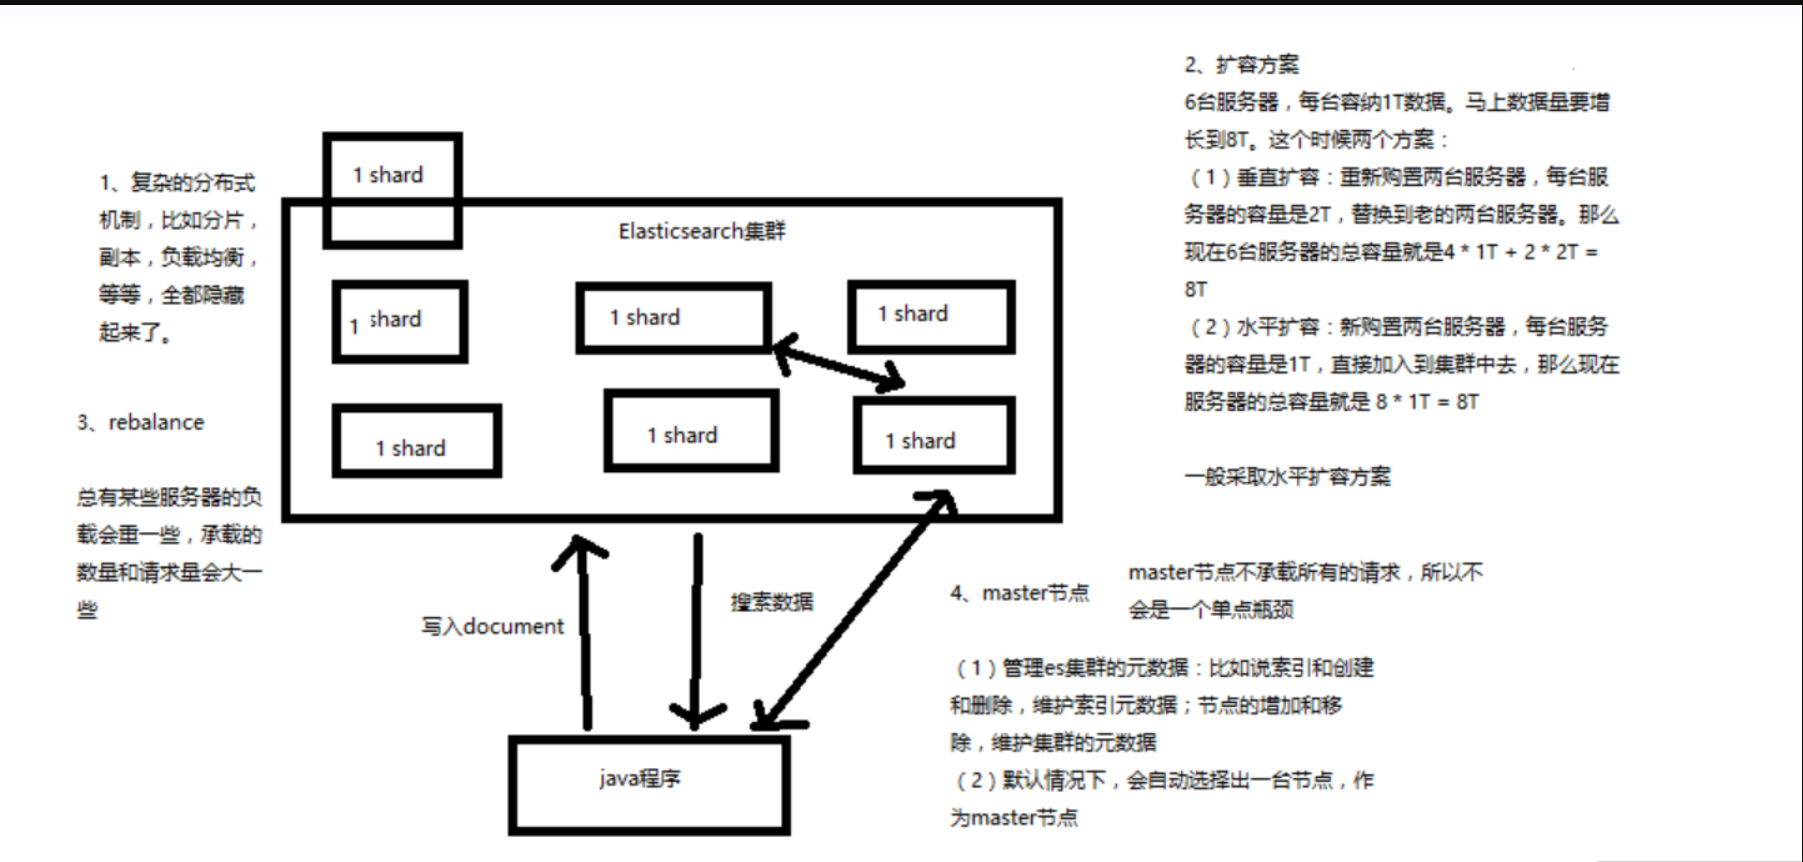 1、复杂的分布式
机制，比如分片，
副本，负载均衡，
等等，全都隐藏
起来了。
3、rebalance
总有某些服务器的负
载会重一些，承载的
数量和请求量会大一
些
1 shard
Elasticsearch集群
1 shard
1 shard
1 shard
1 shard
1 shard
1 shard
写入document
搜索数据
java程序
2、扩容方案
6台服务器，每台容纳1T数据。马上数据量要增
长到8T。这个时候两个方案：
（1）垂直扩容：重新购置两台服务器，每台服
务器的容量是2T，替换到老的两台服务器。那么
现在6台服务器的总容量就是4 * 1T + 2 * 2T =
8T
（2）水平扩容：新购置两台服务器，每台服务
器的容量是1T，直接加入到集群中去，那么现在
服务器的总容量就是 8 * 1T = 8T
一般采取水平扩容方案
4、master节点
master节点不承载所有的请求，所以不
会是一个单点瓶颈
（1）管理es集群的元数据：比如说索引和创建
和删除，维护索引元数据；节点的增加和移
除，维护集群的元数据
（2）默认情况下，会自动选择出一台节点，作
为master节点